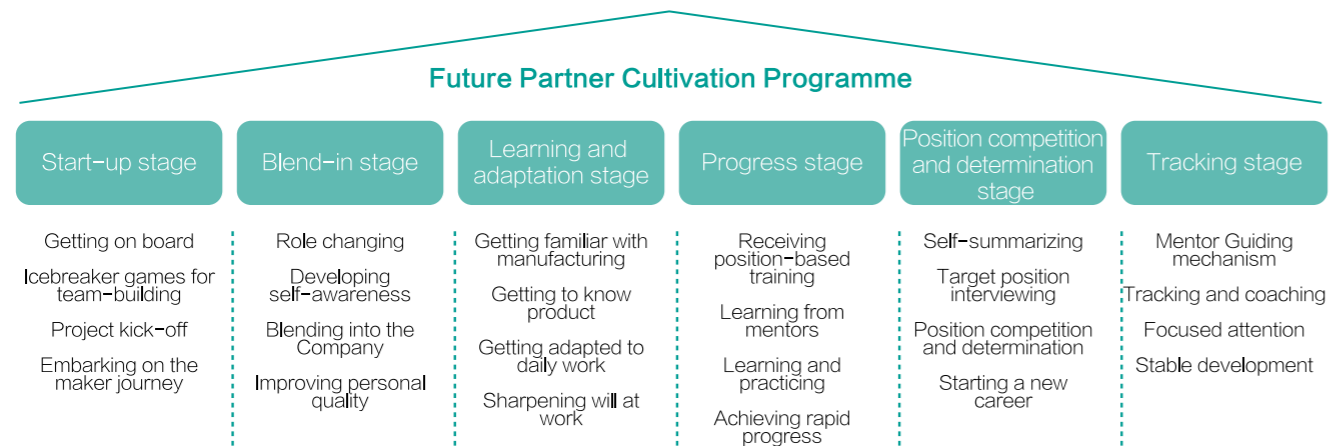 Future Partner Cultivation Programme
Start-up stage
Blend-in stage
Learning and
adaptation stage
Progress stage
Position competition
and determination
stage
Tracking stage
Getting on board
Icebreaker games for
team-building
Project kick-off
Embarking on the
maker journey
Role changing
Developing
self-awareness
Blending into the
Company
Improving personal
quality
Getting familiar with
manufacturing
Getting to know
product
Getting adapted to
daily work
Sharpening will at
work
Receiving
position-based
training
Learning from
mentors
Learning and
practicing
Achieving rapid
progress
Self-summarizing
Target position
interviewing
Position competition
and determination
Starting a new
career
Mentor Guiding
mechanism
Tracking and coaching
Focused attention
Stable development